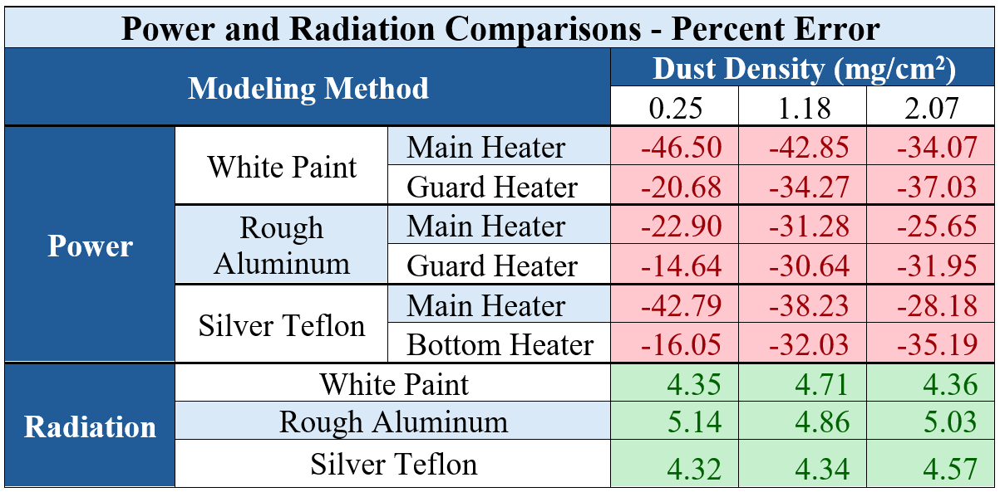 Power and Radiation Comparisons - Percent Error
Modeling Method
Dust Density (mg/cm²)
0.25 1.18 2.07
Power
White Paint
Main Heater -46.50 -42.85 -34.07
Guard Heater -20.68 -34.27 -37.03
Rough
Aluminum
Main Heater -22.90 -31.28 -25.65
Guard Heater -14.64 -30.64 -31.95
Silver Teflon
Main Heater -42.79 -38.23 -28.18
Bottom Heater -16.05 -32.03 -35.19
Radiation
White Paint 4.35 4.71 4.36
Rough Aluminum 5.14 4.86 5.03
Silver Teflon 4.32 4.34 4.57